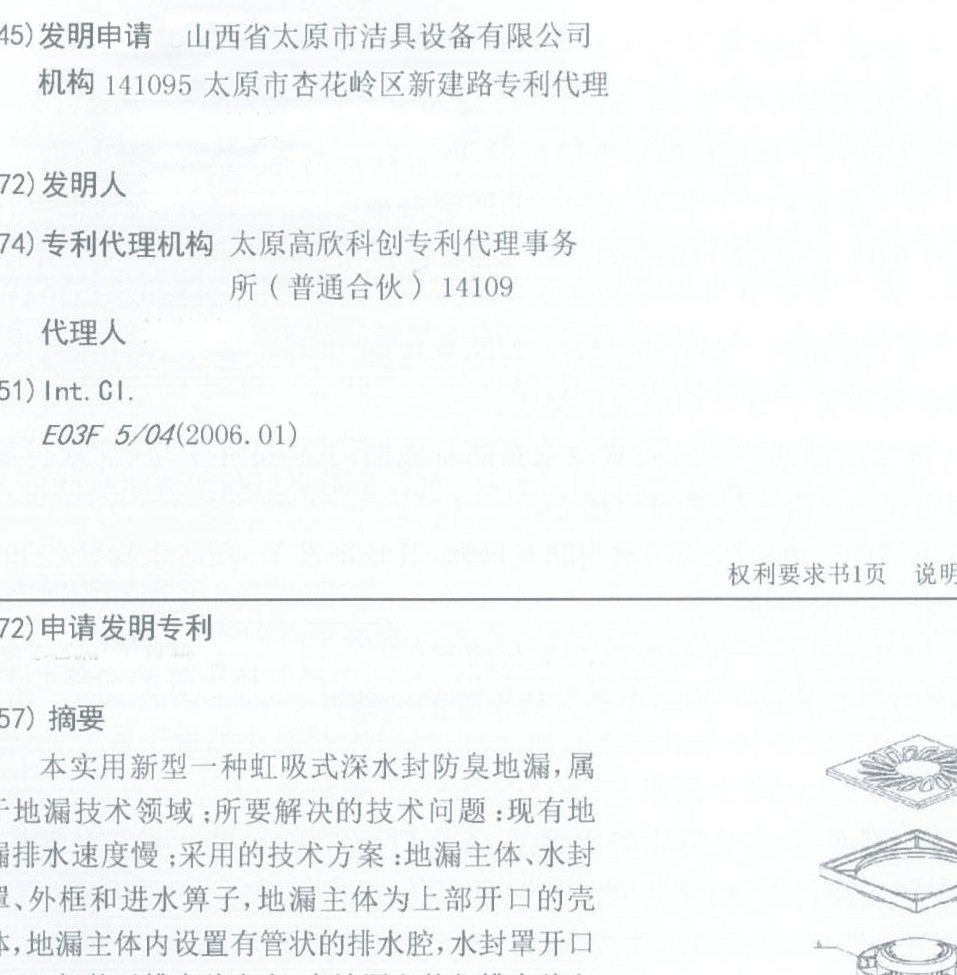 45)发明申请 山西省太原市洁具设备有限公司
机构 141095 太原市杏花岭区新建路专利代理
72)发明人
74)专利代理机构 太原高欣科创专利代理事务
所(普通合伙) 14109
代理人
51)Int.Cl.
E03F 5/04(2006.01)
权利要求书1页 说明
72)申请发明专利
57) 摘要
本实用新型一种虹吸式深水封防臭地漏,属
于地漏技术领域;所要解决的技术问题:现有地
漏排水速度慢;采用的技术方案:地漏主体、水封
罩、外框和进水箅子,地漏主体为上部开口的壳
体,地漏主体内设置有管状的排水腔,水封罩开口